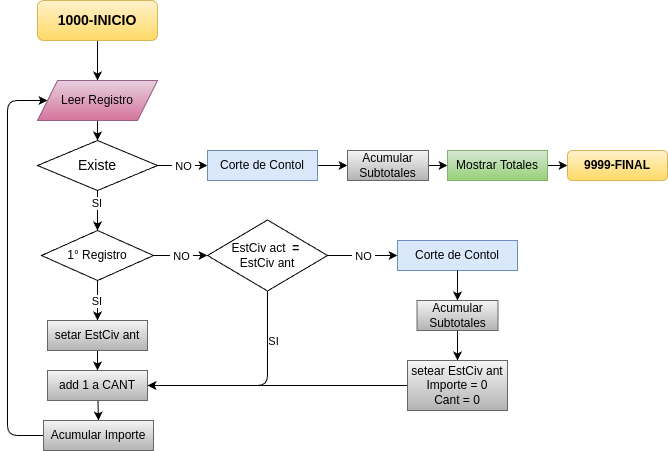 1000-INICIO
Leer Registro
Existe
NO
Corte de Contol
Acumular
Subtotales
Mostrar Totales
9999-FINAL
SI
1° Registro
NO
EstCiv act =
EstCiv ant
NO
Corte de Contol
SI
Acumular
Subtotales
setar EstCiv ant
SI
setear EstCiv ant
Importe = 0
Cant = 0
add 1 a CANT
Acumular Importe